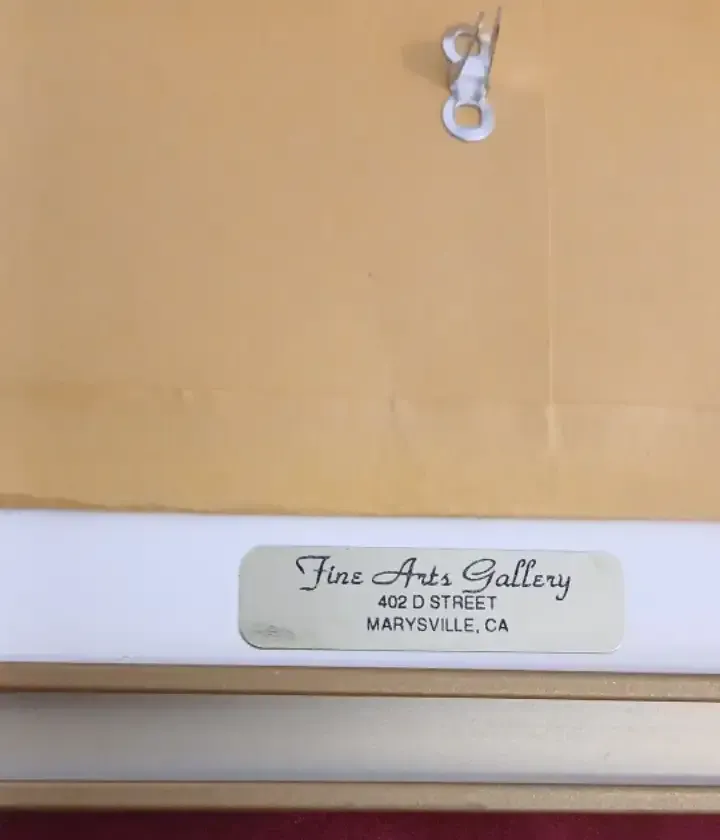 Fine Arts Gallery
402 D STREET
MARYSVILLE, CA